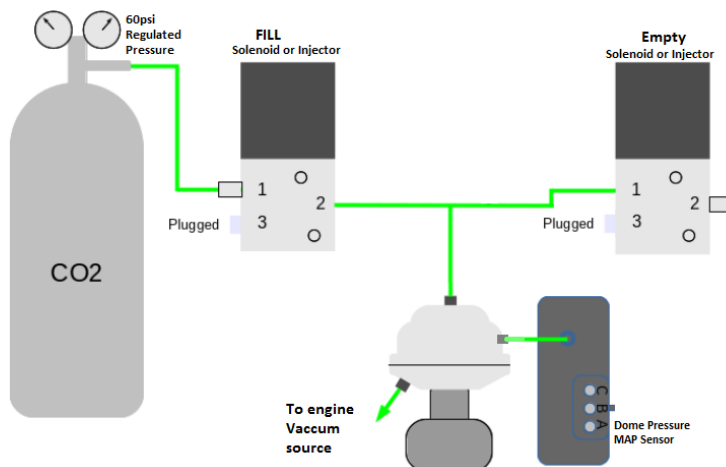 60psi
Regulated
Pressure
FILL
Solenoid or Injector
Empty
Solenoid or Injector
1
2
3
Plugged
1
2
3
Plugged
CO2
To engine
Vaccum
source
C
B
A
Dome Pressure
MAP Sensor